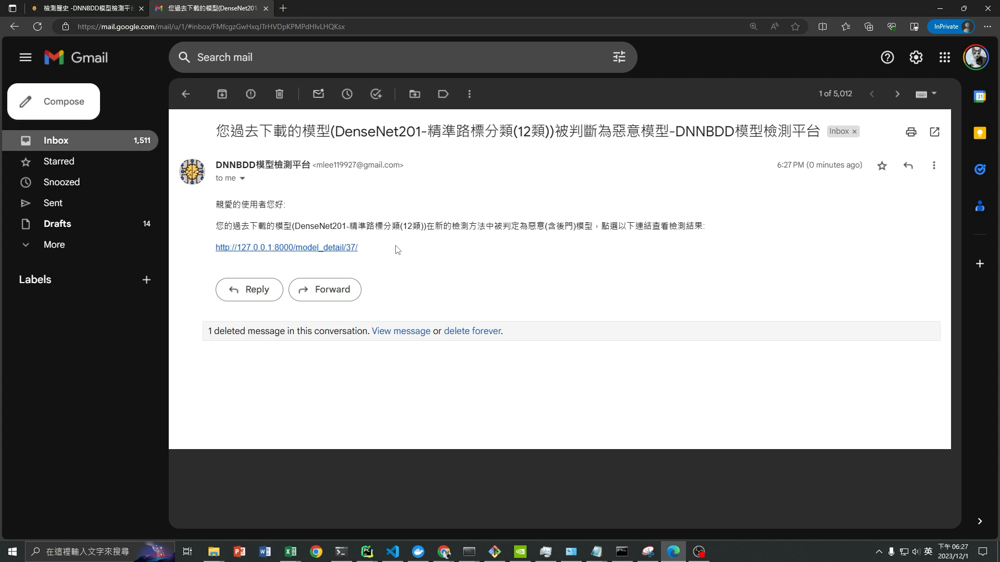 檢測歷史 -DNNBDD模型檢測平台
您過去下載的模型(DenseNet201-
https://mail.google.com/mail/u/1/#inbox/FMfcgzGwHxqJTrHVDpKPMPdHlvLHQKsx
InPrivate
Gmail
Search mail
Compose
1 of 5,012
31
Inbox 1,511
Starred
Snoozed
Sent
Drafts 14
More
Labels
您過去下載的模型(DenseNet201-精準路標分類(12類))被判斷為惡意模型-DNNBDD模型檢測平台 Inbox ×
DNNBDD模型檢測平台 <mlee119927@gmail.com>
6:27 PM (0 minutes ago)
to me
親愛的使用者您好:
您的過去下載的模型(DenseNet201-精準路標分類(12類))在新的檢測方法中被判定為惡意(含後門)模型，點選以下連結查看檢測結果:
http://127.0.0.1:8000/model_detail/37/
Reply
Forward
1 deleted message in this conversation. View message or delete forever.
在這裡輸入文字來搜尋
英
下午 06:27
2023/12/1